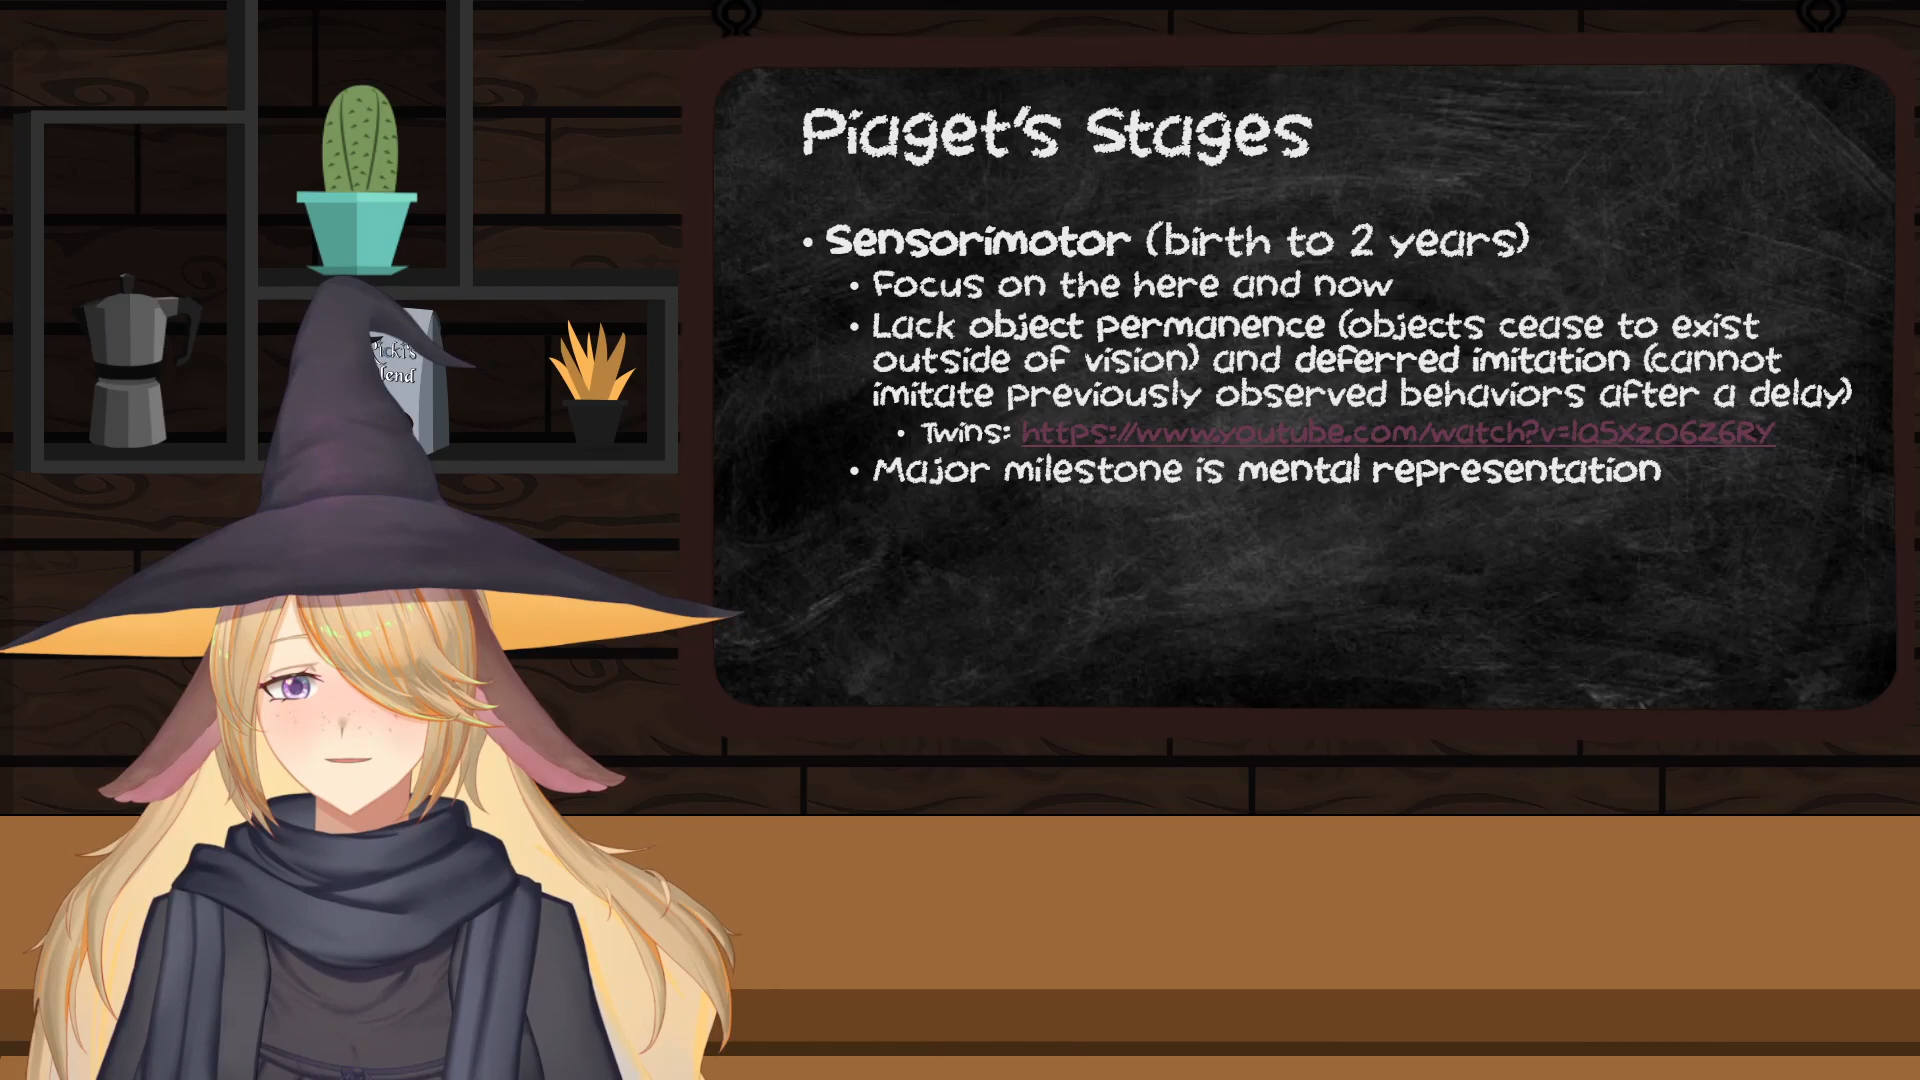 Piaget's Stages
• Sensorimotor (birth to 2 years)
• Focus on the here and now
• Lack object permanence (objects cease to exist
outside of vision) and deferred imitation (cannot
imitate previously observed behaviors after a delay)
• Twins: https://www.youtube.com/watch?v=
• Major milestone is mental representation